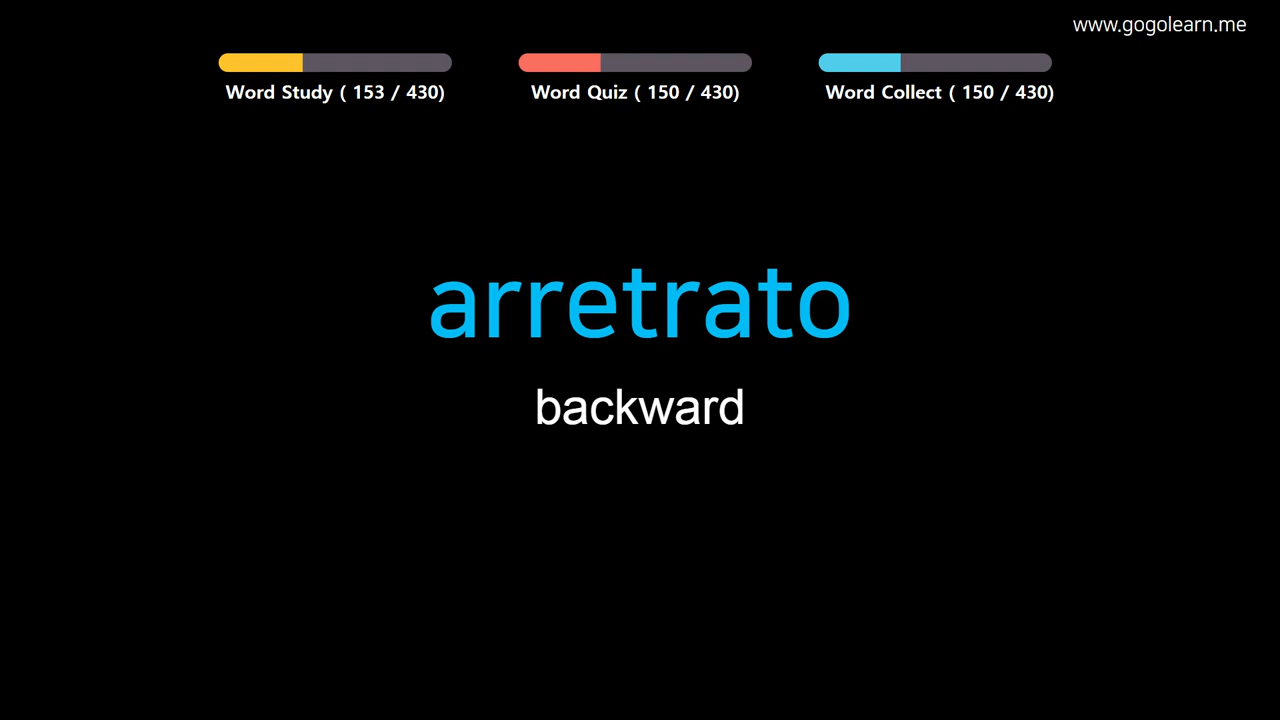 www.gogolearn.me
Word Study ( 153 / 430)
Word Quiz ( 150 / 430)
Word Collect ( 150 / 430)
arretrato
backward